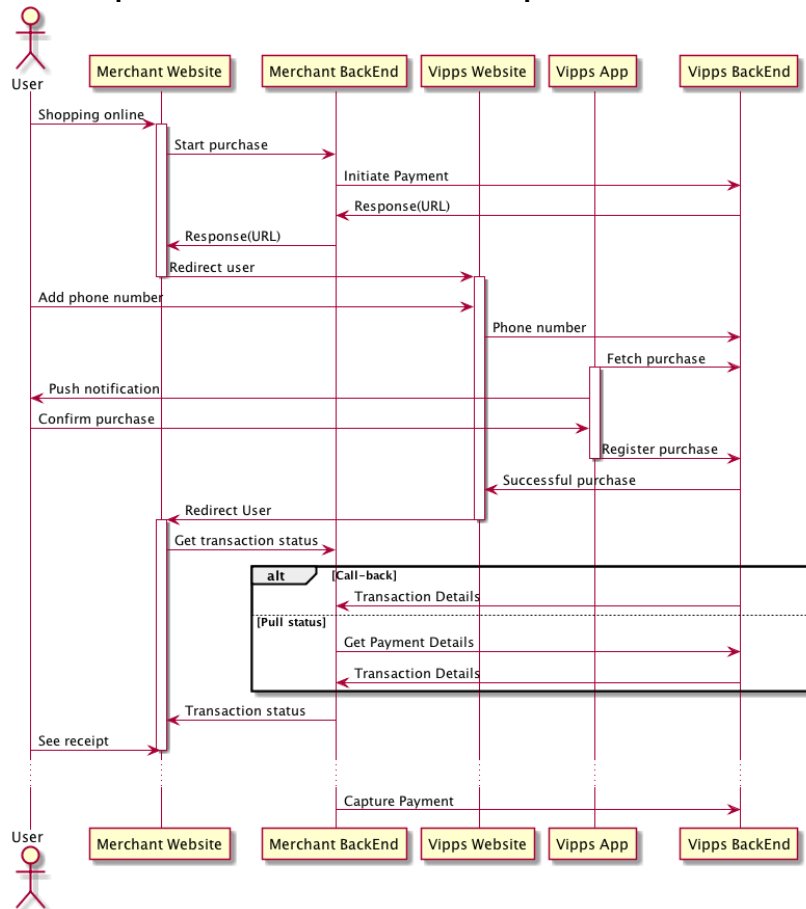 User
Merchant Website
Merchant BackEnd
Vipps Website
Vipps App
Vipps BackEnd
Shopping online
Start purchase
Initiate Payment
Response(URL)
Response(URL)
Redirect user
Add phone number
Phone number
Fetch purchase
Push notification
Confirm purchase
Register purchase
Successful purchase
Redirect User
Get transaction status
alt [Call-back]
Transaction Details
[Pull status]
Get Payment Details
Transaction Details
Transaction status
See receipt
Capture Payment
User
Merchant Website
Merchant BackEnd
Vipps Website
Vipps App
Vipps BackEnd